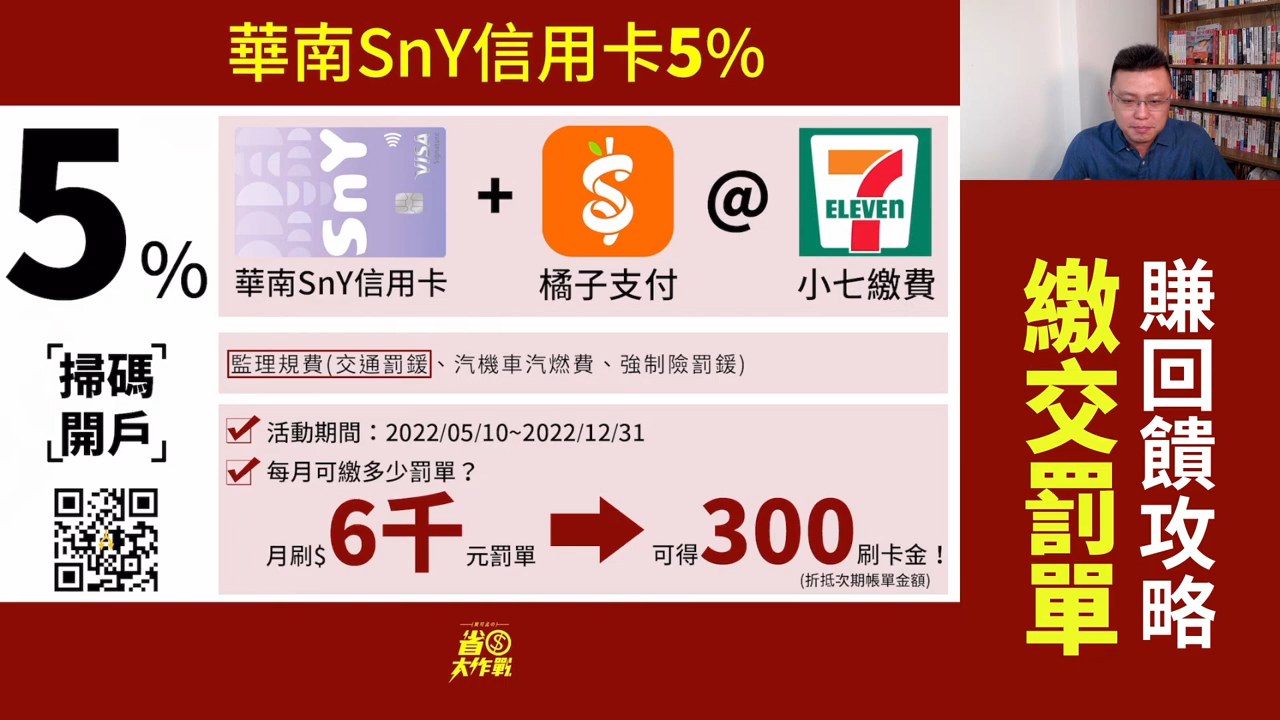 華南SnY信用卡5%
5%
SnY
VISA
Signature
+
@
7
ELEVEN
華南SnY信用卡
橘子支付
小七繳費
監理規費(交通罰鍰、汽機車汽燃費、強制險罰鍰)
掃碼
開戶
活動期間：2022/05/10~2022/12/31
每月可繳多少罰單？
月刷$6千元罰單
可得300刷卡金！
(折抵次期帳單金額)
賺回饋攻略
繳交罰單
省$
大作戰